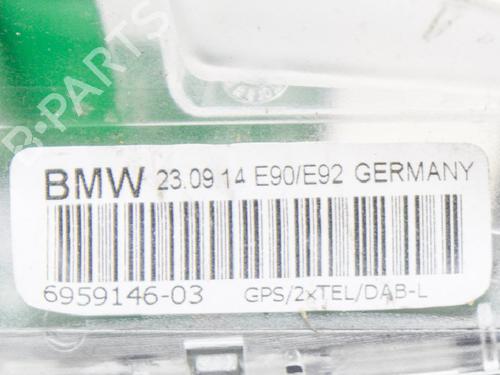 B-PARTS
BMW 23.09 14 E90/E92 GERMANY
6959146-03 GPS/2xTEL/DAB-L